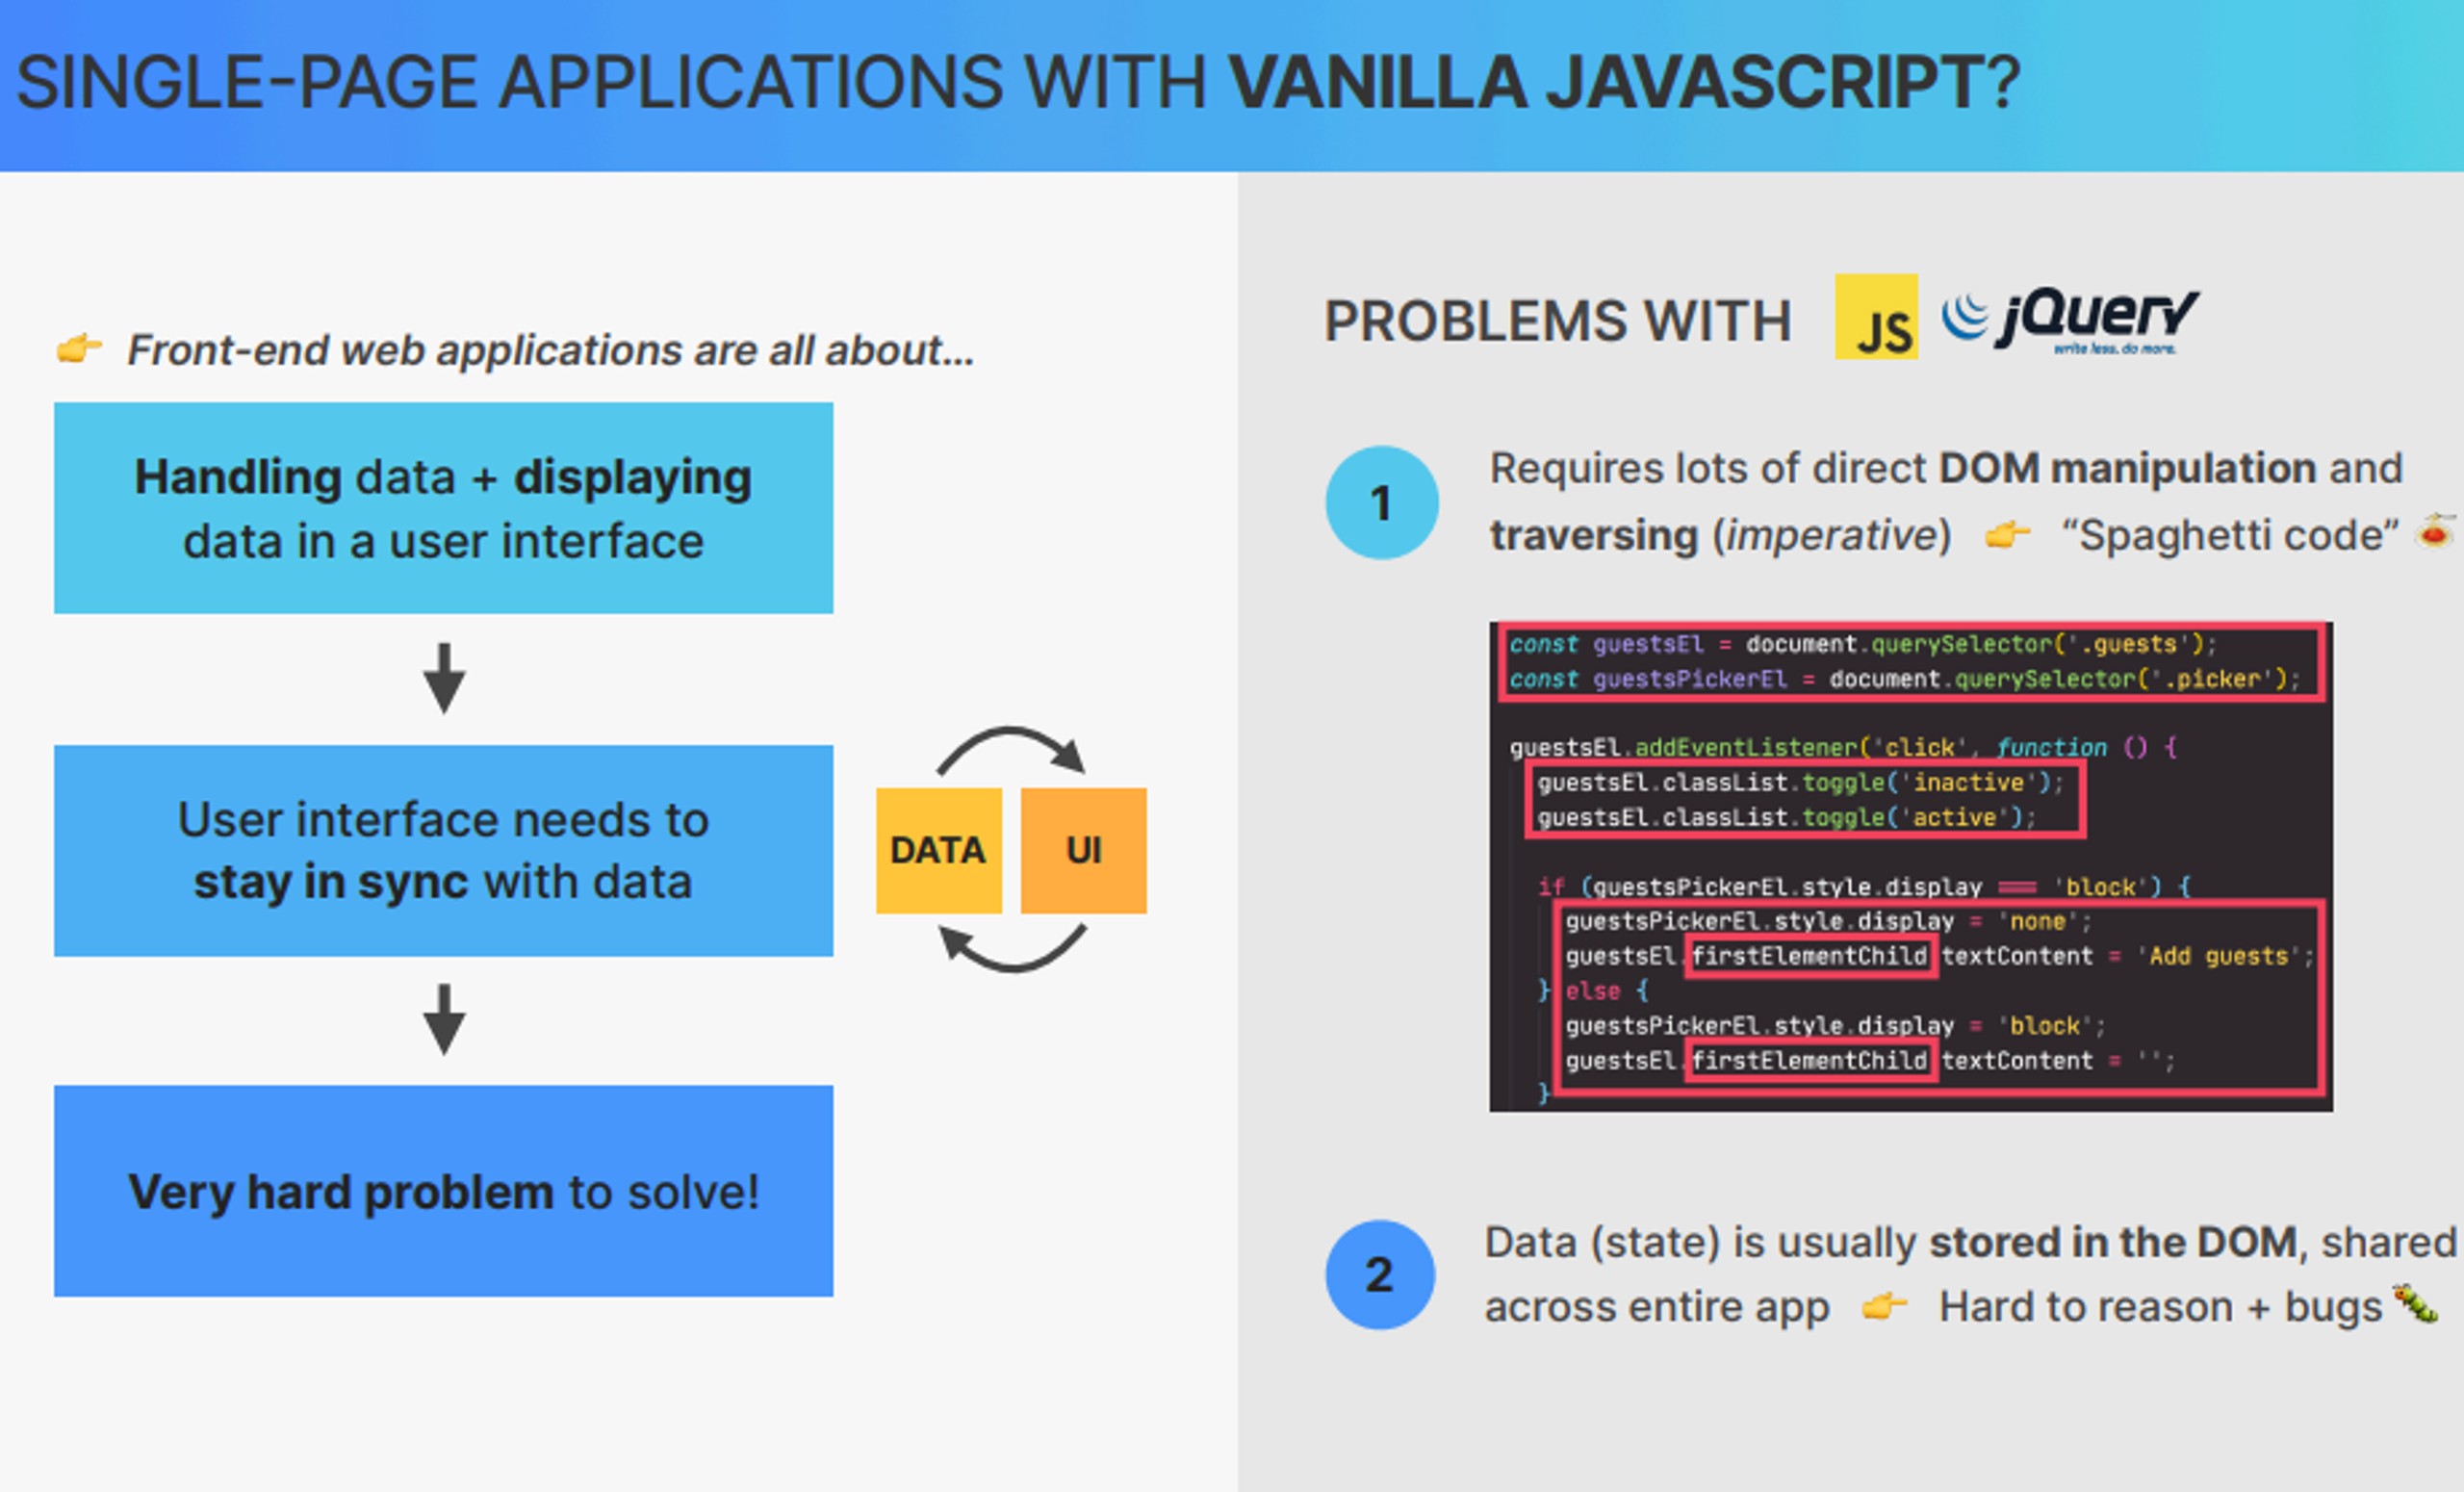 SINGLE-PAGE APPLICATIONS WITH VANILLA JAVASCRIPT?
👉 Front-end web applications are all about…
Handling data + displaying
data in a user interface
User interface needs to
stay in sync with data
DATA
UI
Very hard problem to solve!
PROBLEMS WITH
JS
jQuery
write less. do more.
1
Requires lots of direct DOM manipulation and
traversing (imperative) 👉 “Spaghetti code” 🍝
const guestsEl = document.querySelector('.guests');
const guestsPickerEl = document.querySelector('.picker');
guestsEl.addEventListener('click', function () {
guestsEl.classList.toggle('inactive');
guestsEl.classList.toggle('active');
if (guestsPickerEl.style.display === 'block') {
guestsPickerEl.style.display = 'none';
guestsEl.firstElementChild.textContent = 'Add guests';
} else {
guestsPickerEl.style.display = 'block';
guestsEl.firstElementChild.textContent = '';
}
2
Data (state) is usually stored in the DOM, shared
across entire app 👉 Hard to reason + bugs 🐛